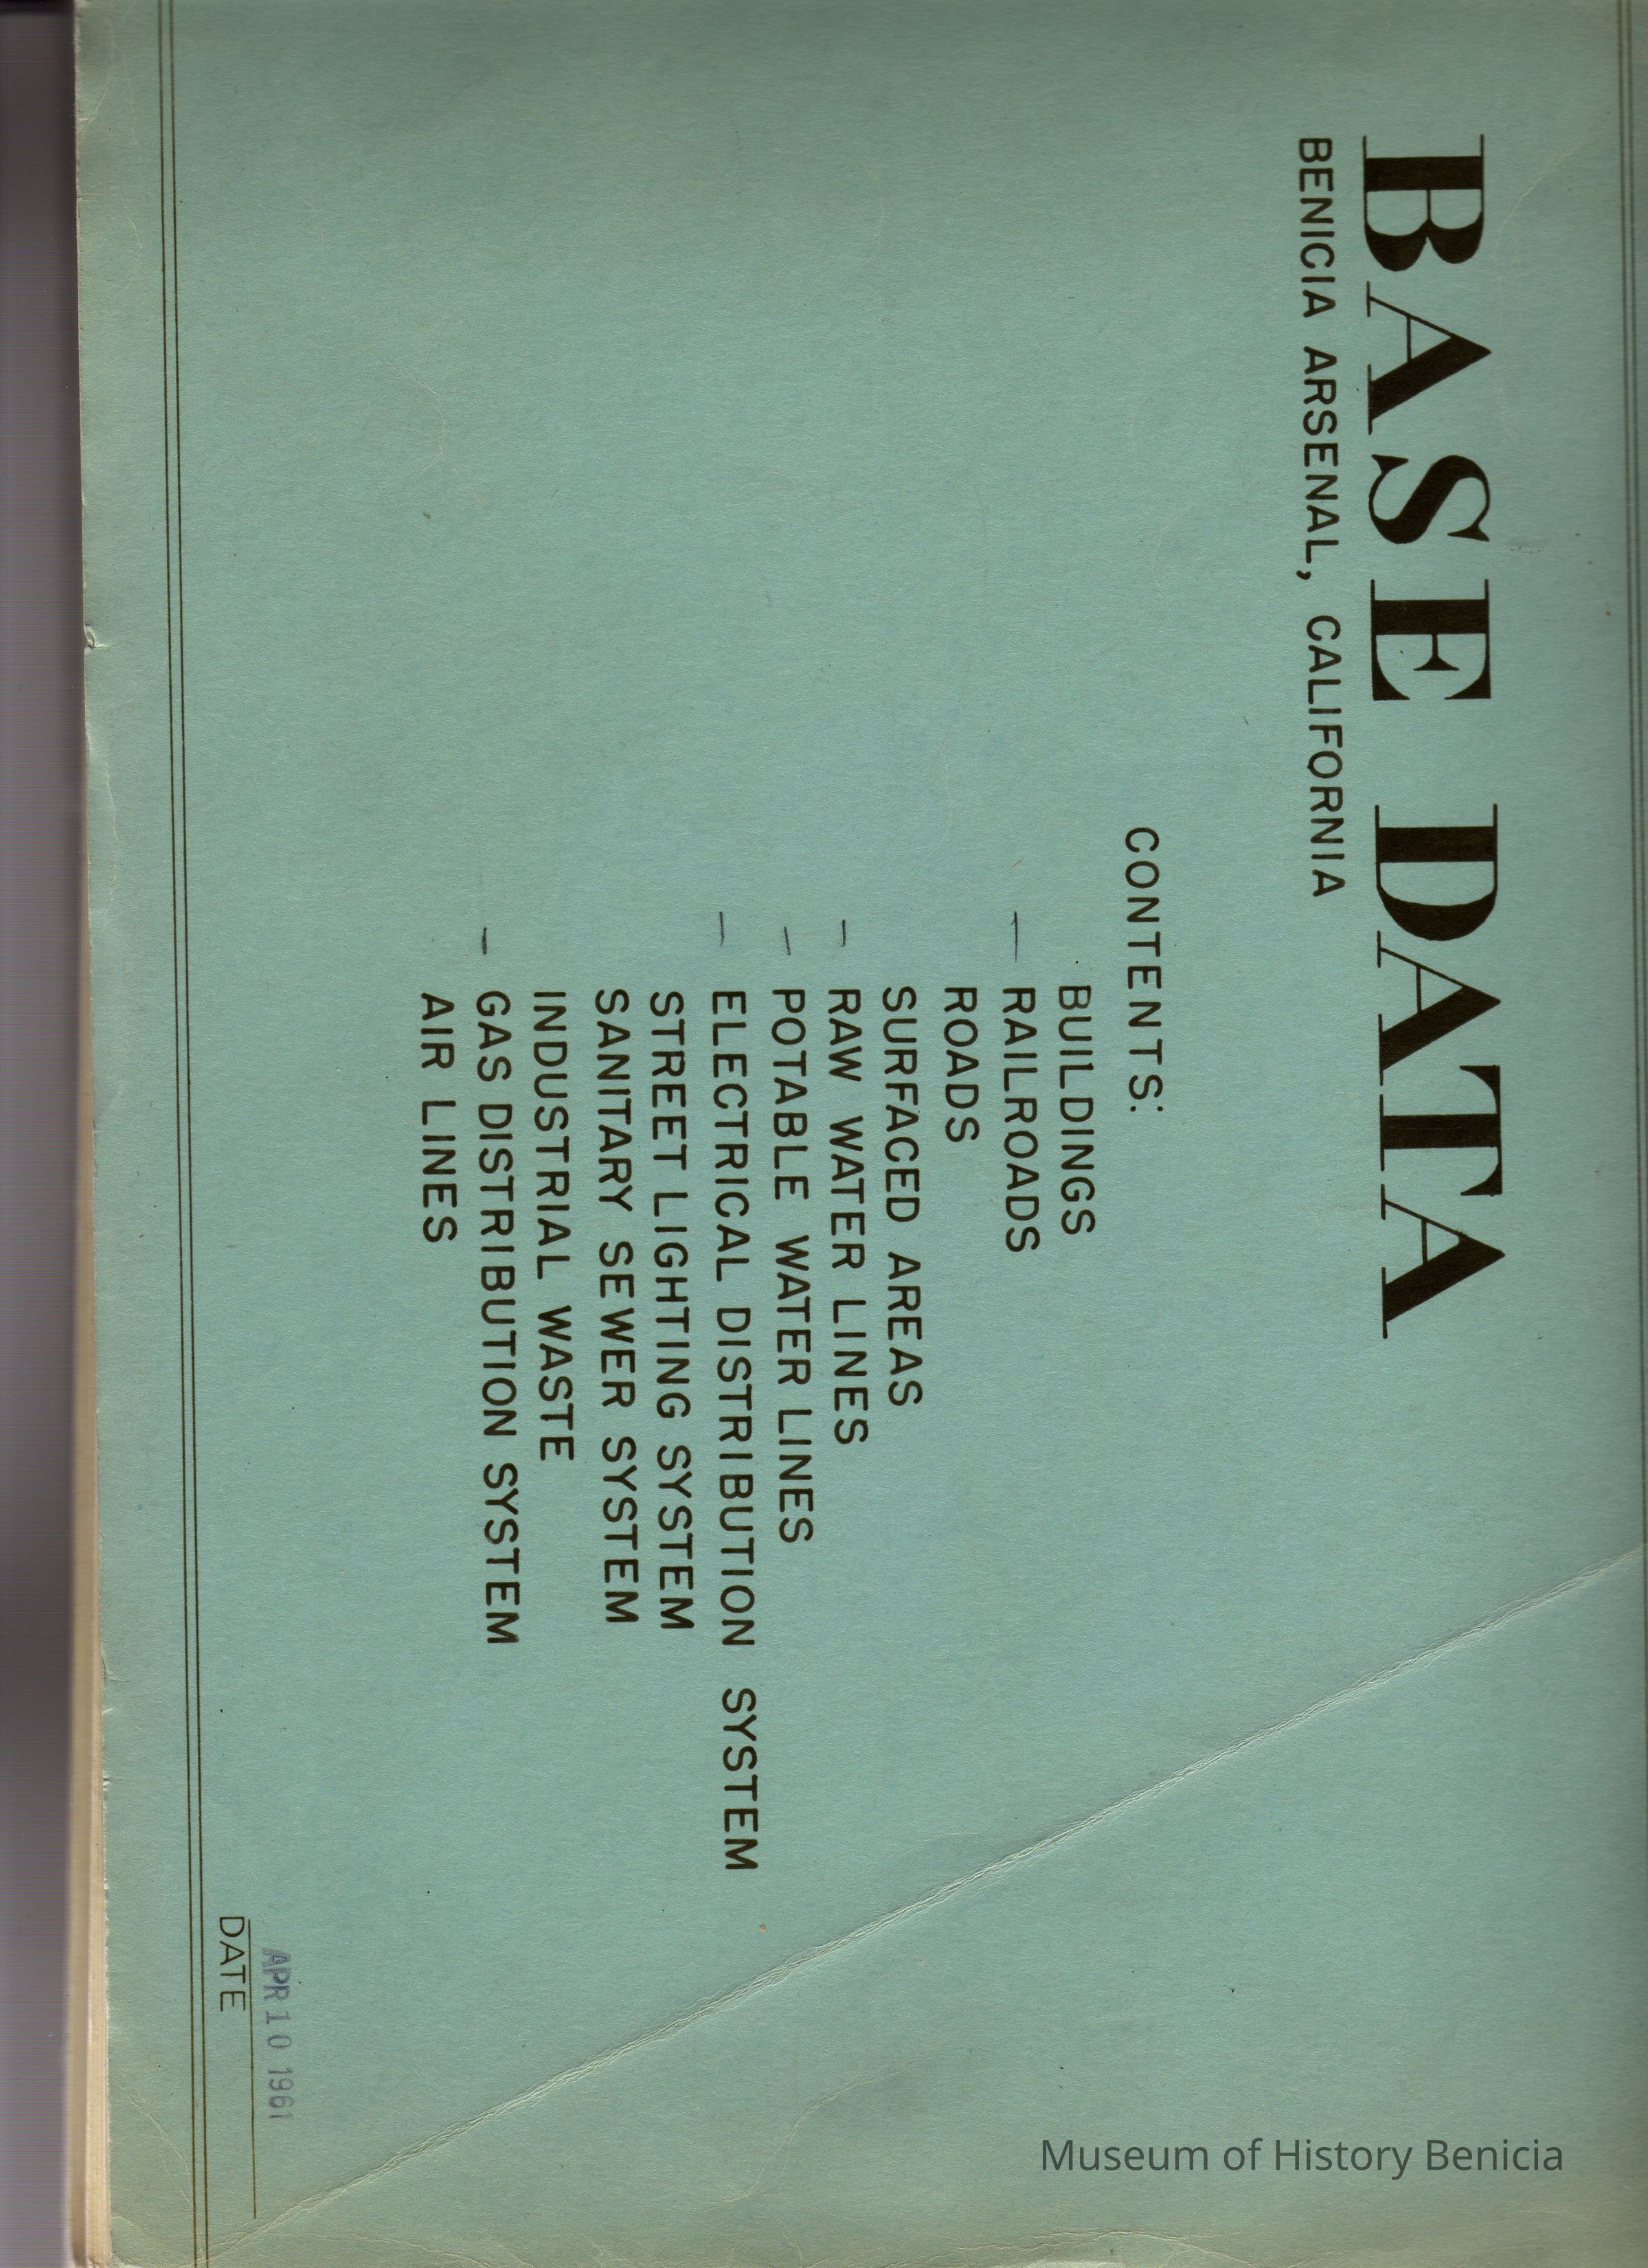 BASE DATA
BENICIA ARSENAL, CALIFORNIA
CONTENTS:
BUILDINGS
— RAILROADS
ROADS
SURFACED AREAS
— RAW WATER LINES
— POTABLE WATER LINES
— ELECTRICAL DISTRIBUTION SYSTEM
STREET LIGHTING SYSTEM
SANITARY SEWER SYSTEM
INDUSTRIAL WASTE
— GAS DISTRIBUTION SYSTEM
AIR LINES
APR 10 1961
DATE
Museum of History Benicia